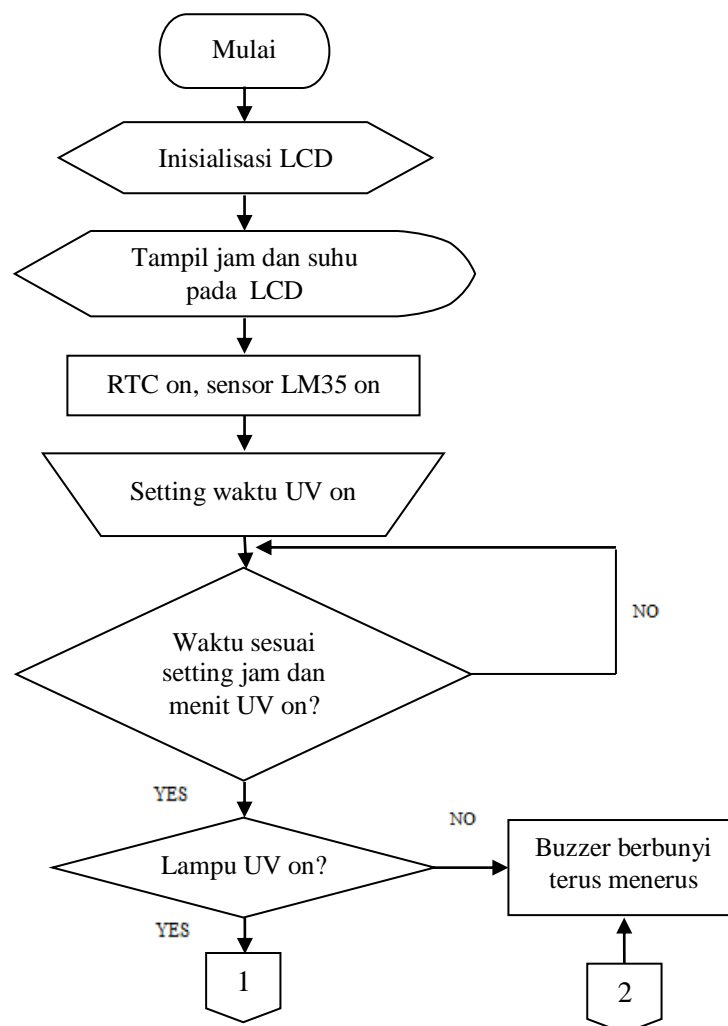 Mulai
Inisialisasi LCD
Tampil jam dan suhu
pada LCD
RTC on, sensor LM35 on
Setting waktu UV on
Waktu sesuai
setting jam dan
menit UV on?
NO
YES
Lampu UV on?
NO
Buzzer berbunyi
terus menerus
YES
1
2